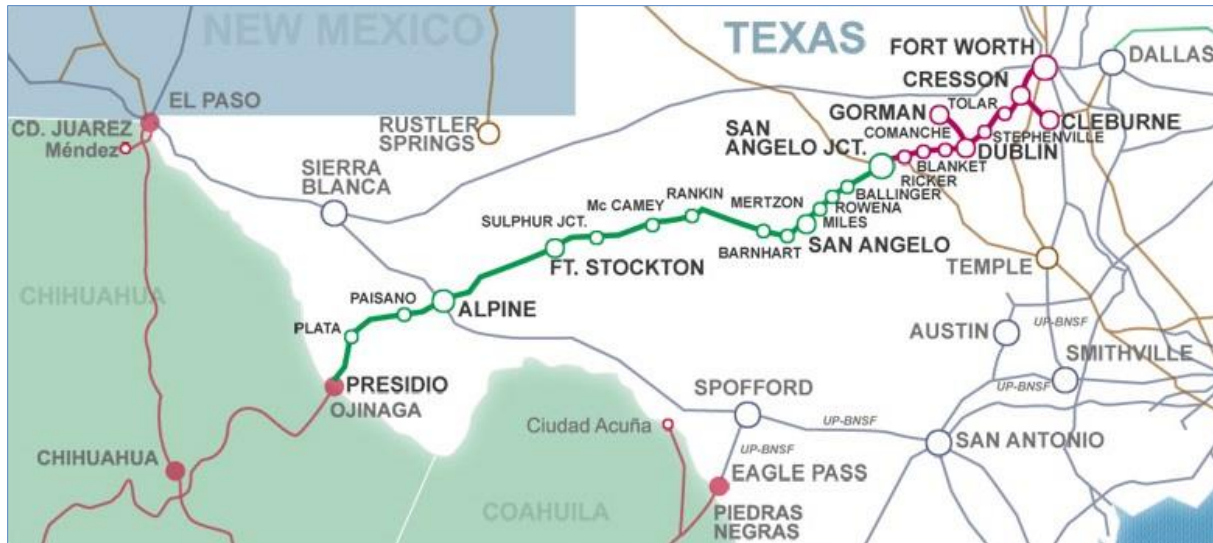 NEW MEXICO
TEXAS
FORT WORTH
DALLAS
CRESSON
EL PASO
GORMAN
TOLAR
CD. JUAREZ
Méndez
RUSTLER
SPRINGS
SAN
ANGELO JCT.
COMANCHE
STEPHENVILLE
CLEBURNE
DUBLIN
BLANKET
RICKER
SIERRA
BLANCA
BALLINGER
ROWENA
MILES
RANKIN
Mc CAMEY
MERTZON
SULPHUR JCT.
SAN ANGELO
BARNHART
FT. STOCKTON
TEMPLE
CHIHUAHUA
PAISANO
ALPINE
PLATA
AUSTIN
UP-BNSF
SMITHVILLE
PRESIDIO
OJINAGA
SPOFFORD
UP-BNSF
Ciudad Acuña
UP-BNSF
SAN ANTONIO
UP-BNSF
CHIHUAHUA
EAGLE PASS
COAHUILA
PIEDRAS
NEGRAS